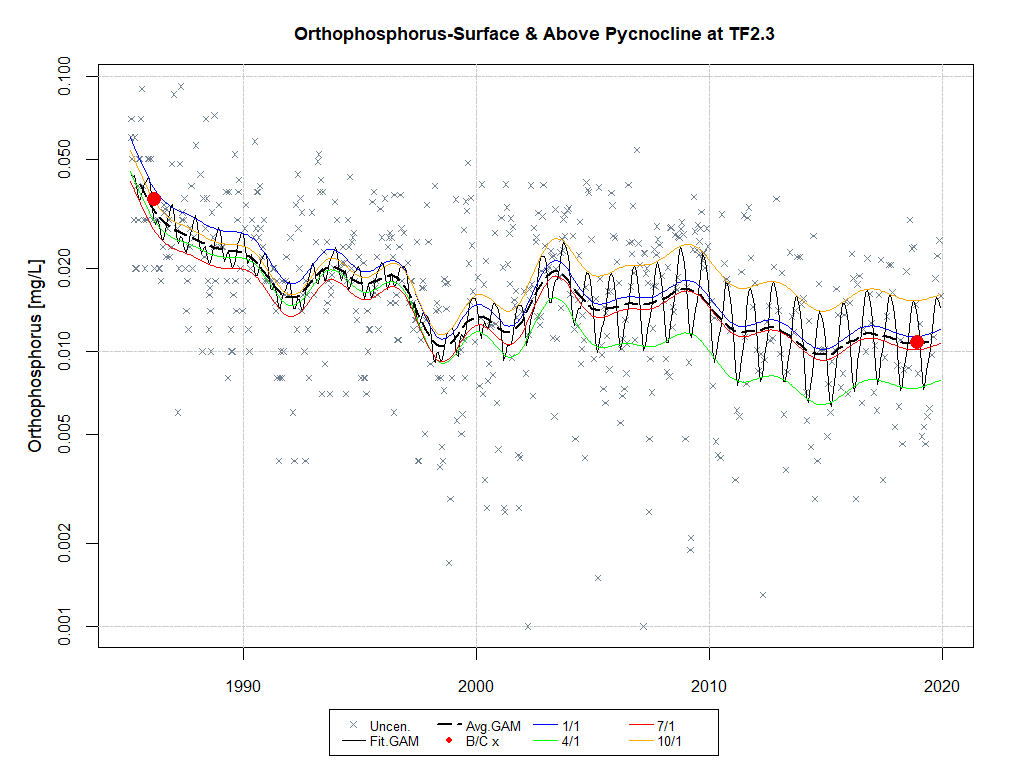 Orthophosphorus-Surface & Above Pycnocline at TF2.3
Orthophosphorus [mg/L]
0.100
0.050
0.020
0.010
0.005
0.002
0.001
1990 2000 2010 2020
Uncen. Avg.GAM 1/1 7/1
Fit.GAM B/C x 4/1 10/1